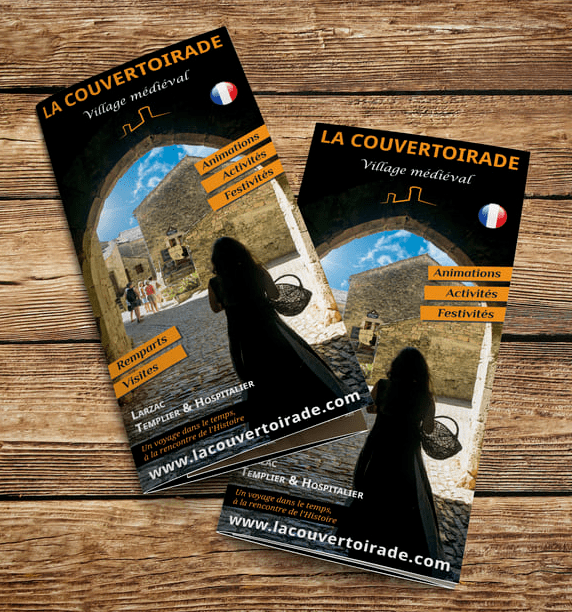 LA COUVERTOIRADE
Village médiéval
Animations
Activités
Festivités
Remparts
Visites
Larzac
Templier & Hospitalier
Un voyage dans le temps,
à la rencontre de l'Histoire
www.lacouvertoirade.com
LA COUVERTOIRADE
Village médiéval
Animations
Activités
Festivités
ZAC
Templier & Hospitalier
Un voyage dans le temps,
à la rencontre de l'Histoire
www.lacouvertoirade.com